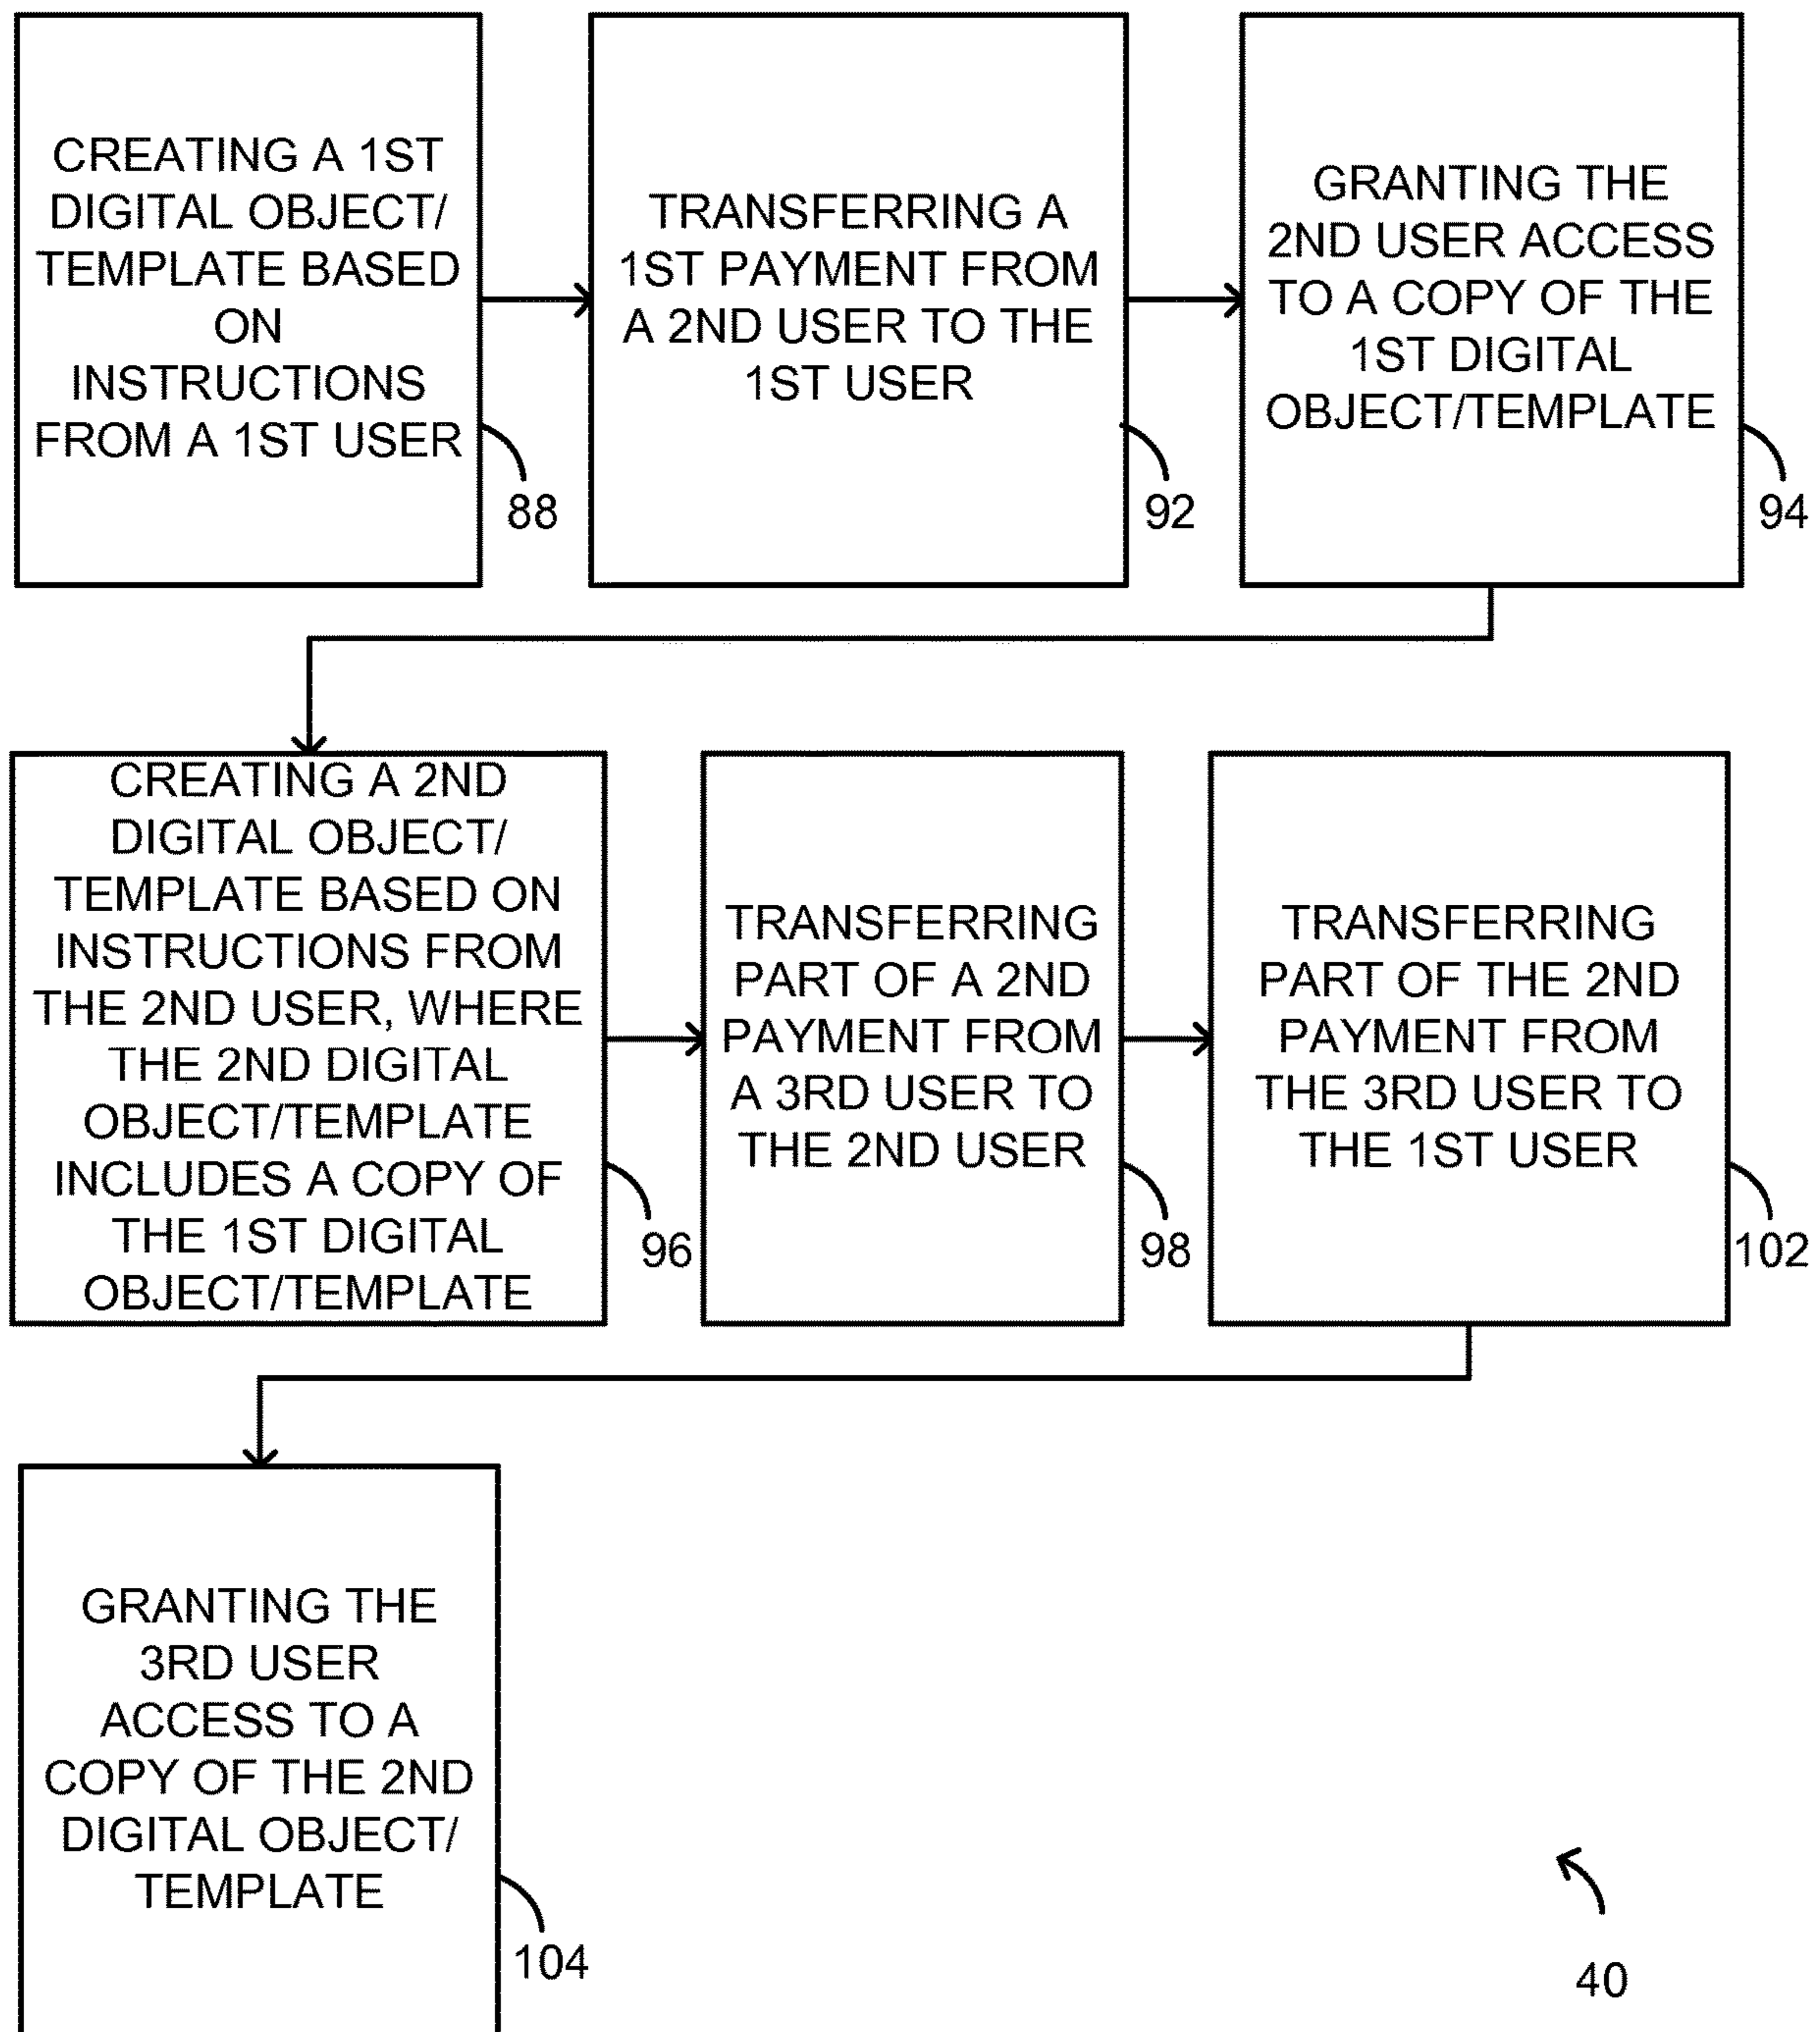 CREATING A 1ST
DIGITAL OBJECT/
TEMPLATE BASED
ON
INSTRUCTIONS
FROM A 1ST USER
88
TRANSFERRING A
1ST PAYMENT FROM
A 2ND USER TO THE
1ST USER
92
GRANTING THE
2ND USER ACCESS
TO A COPY OF THE
1ST DIGITAL
OBJECT/TEMPLATE
94
CREATING A 2ND
DIGITAL OBJECT/
TEMPLATE BASED ON
INSTRUCTIONS FROM
THE 2ND USER, WHERE
THE 2ND DIGITAL
OBJECT/TEMPLATE
INCLUDES A COPY OF
THE 1ST DIGITAL
OBJECT/TEMPLATE
96
TRANSFERRING
PART OF A 2ND
PAYMENT FROM
A 3RD USER TO
THE 2ND USER
98
TRANSFERRING
PART OF THE 2ND
PAYMENT FROM
THE 3RD USER TO
THE 1ST USER
102
GRANTING THE
3RD USER
ACCESS TO A
COPY OF THE 2ND
DIGITAL OBJECT/
TEMPLATE
104
40